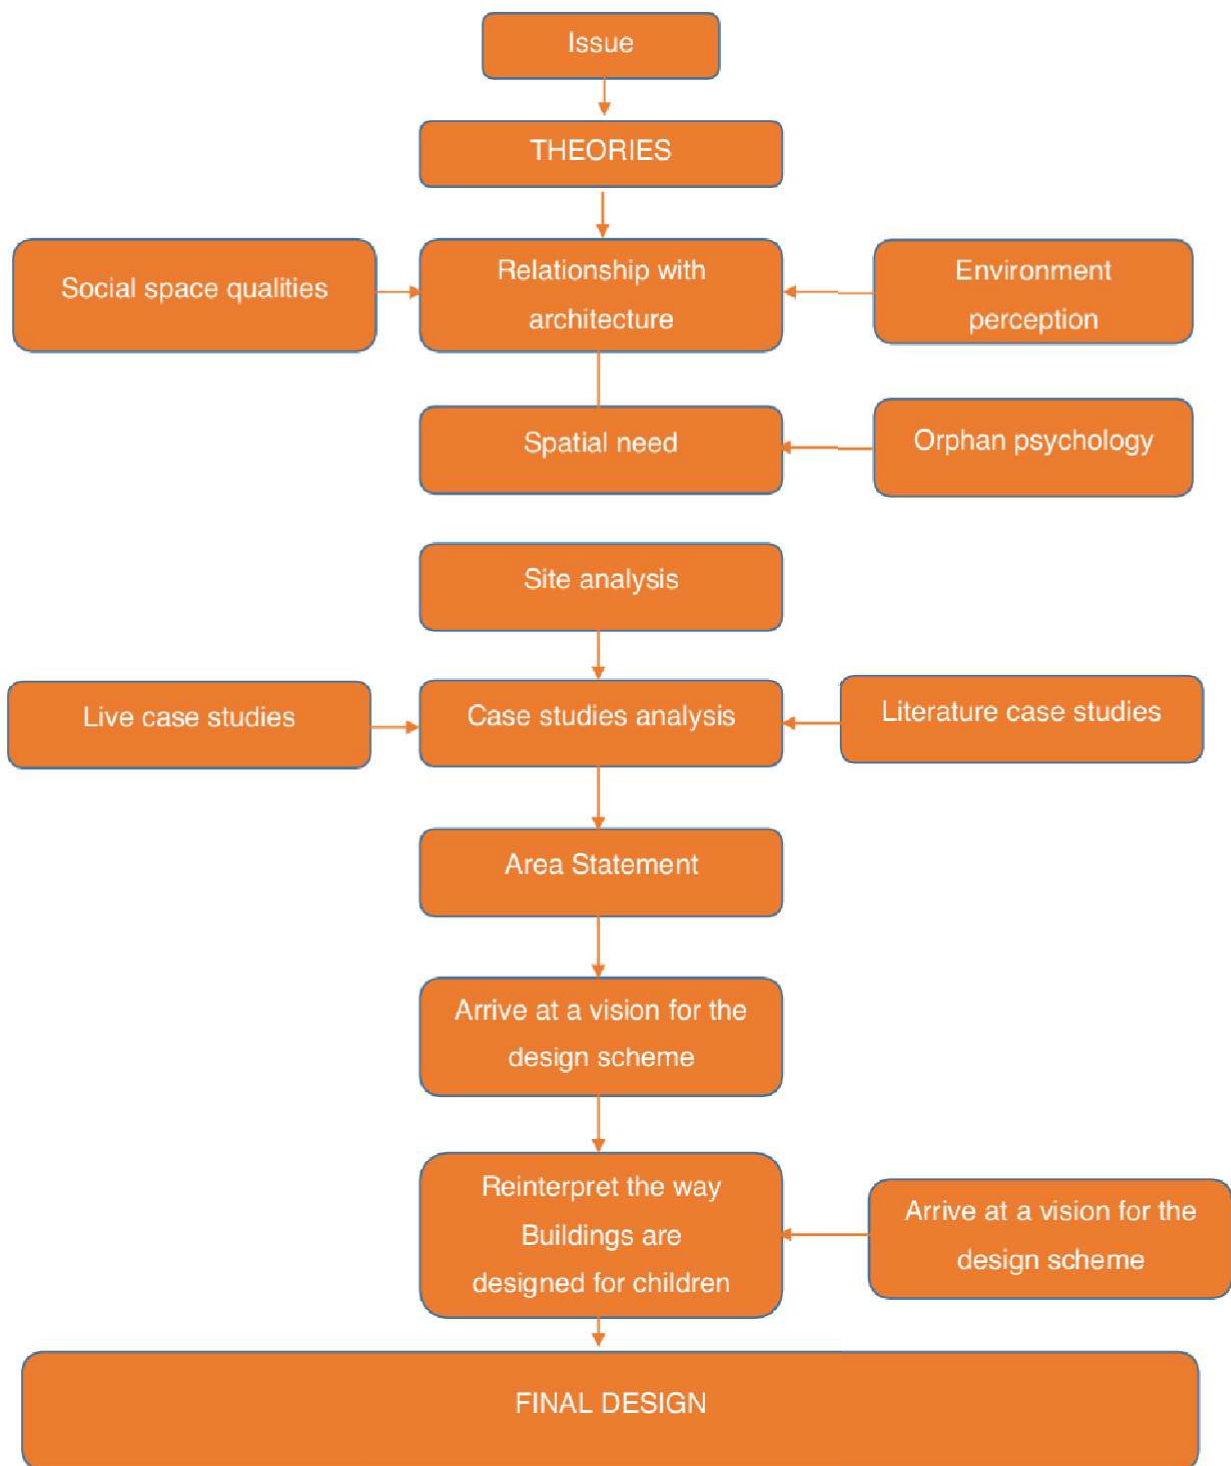 Issue
THEORIES
Social space qualities
Relationship with
architecture
Environment
perception
Spatial need
Orphan psychology
Site analysis
Live case studies
Case studies analysis
Literature case studies
Area Statement
Arrive at a vision for the
design scheme
Reinterpret the way
Buildings are
designed for children
Arrive at a vision for the
design scheme
FINAL DESIGN